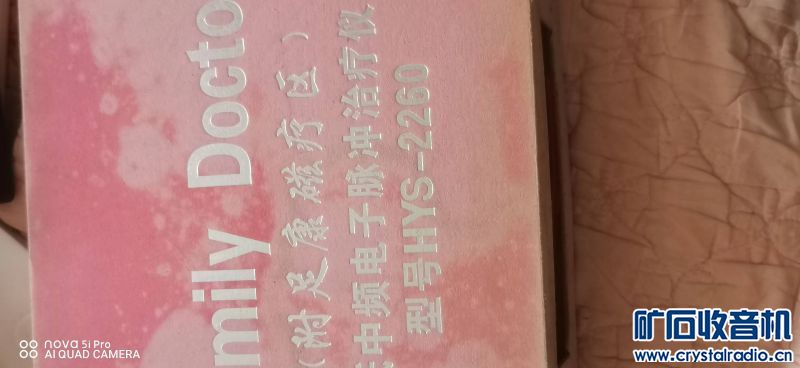 mily Docto
（附足康磁疗区）
中频电子脉冲治疗仪
型号HYS-2260
nova 5i Pro
AI QUAD CAMERA
矿石收音机
www.crystalradio.cn